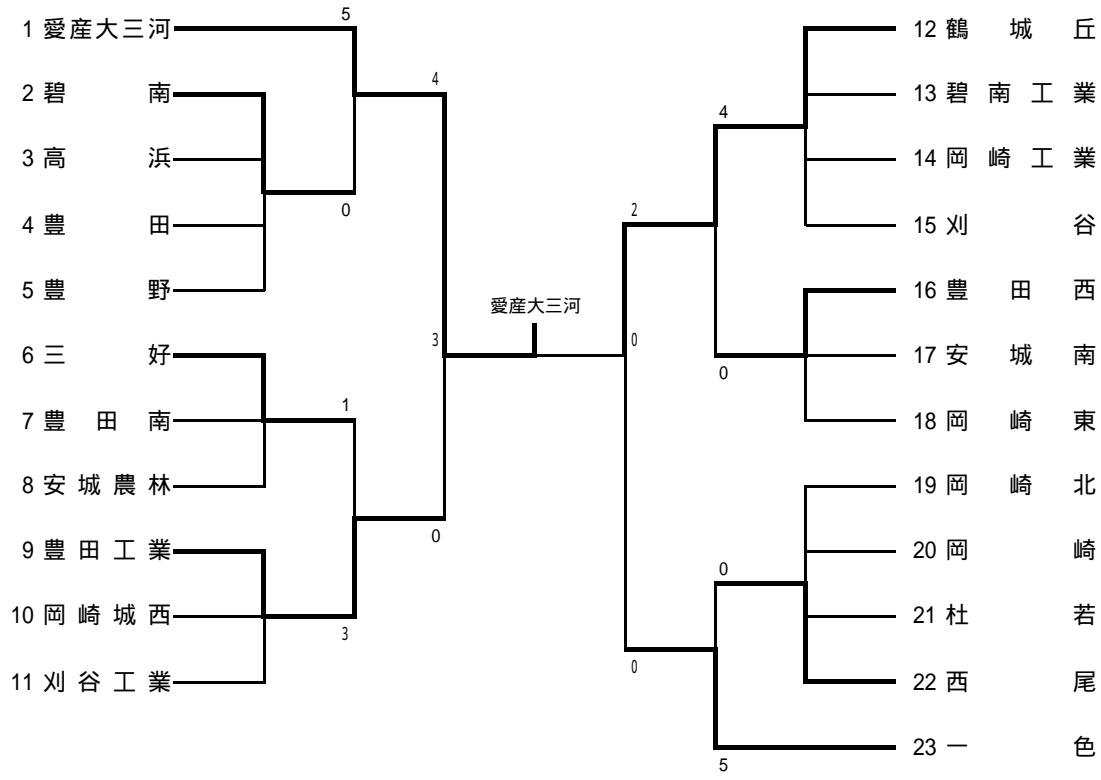 1 愛産大三河
2 碧南
3 高浜
4 豊田
5 豊野
6 三好
7 豊田南
8 安城農林
9 豊田工業
10 岡崎城西
11 刈谷工業
5
4
0
3
1
0
3
愛産大三河
2
0
0
4
0
0
5
12 鶴城丘
13 碧南工業
14 岡崎工業
15 刈谷
16 豊田西
17 安城南
18 岡崎東
19 岡崎北
20 岡崎
21 杜若
22 西尾
23 一色